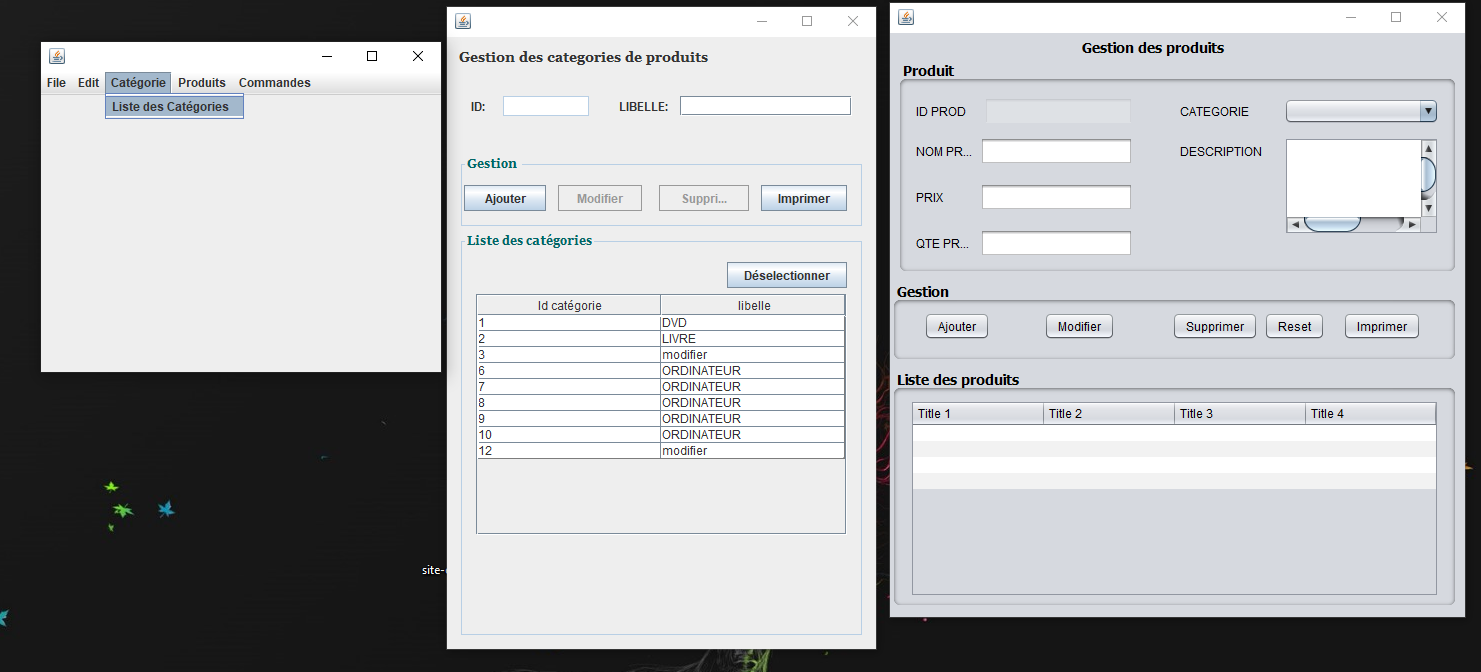 File Edit Catégorie Produits Commandes
Liste des Catégories
site-
Gestion des categories de produits
ID: LIBELLE:
Gestion
Ajouter Modifier Suppri... Imprimer
Liste des catégories
Déselectionner
Id catégorie libelle
1 DVD
2 LIVRE
3 modifier
6 ORDINATEUR
7 ORDINATEUR
8 ORDINATEUR
9 ORDINATEUR
10 ORDINATEUR
12 modifier
Gestion des produits
Produit
ID PROD CATEGORIE
NOM PR... DESCRIPTION
PRIX
QTE PR...
Gestion
Ajouter Modifier Supprimer Reset Imprimer
Liste des produits
Title 1 Title 2 Title 3 Title 4